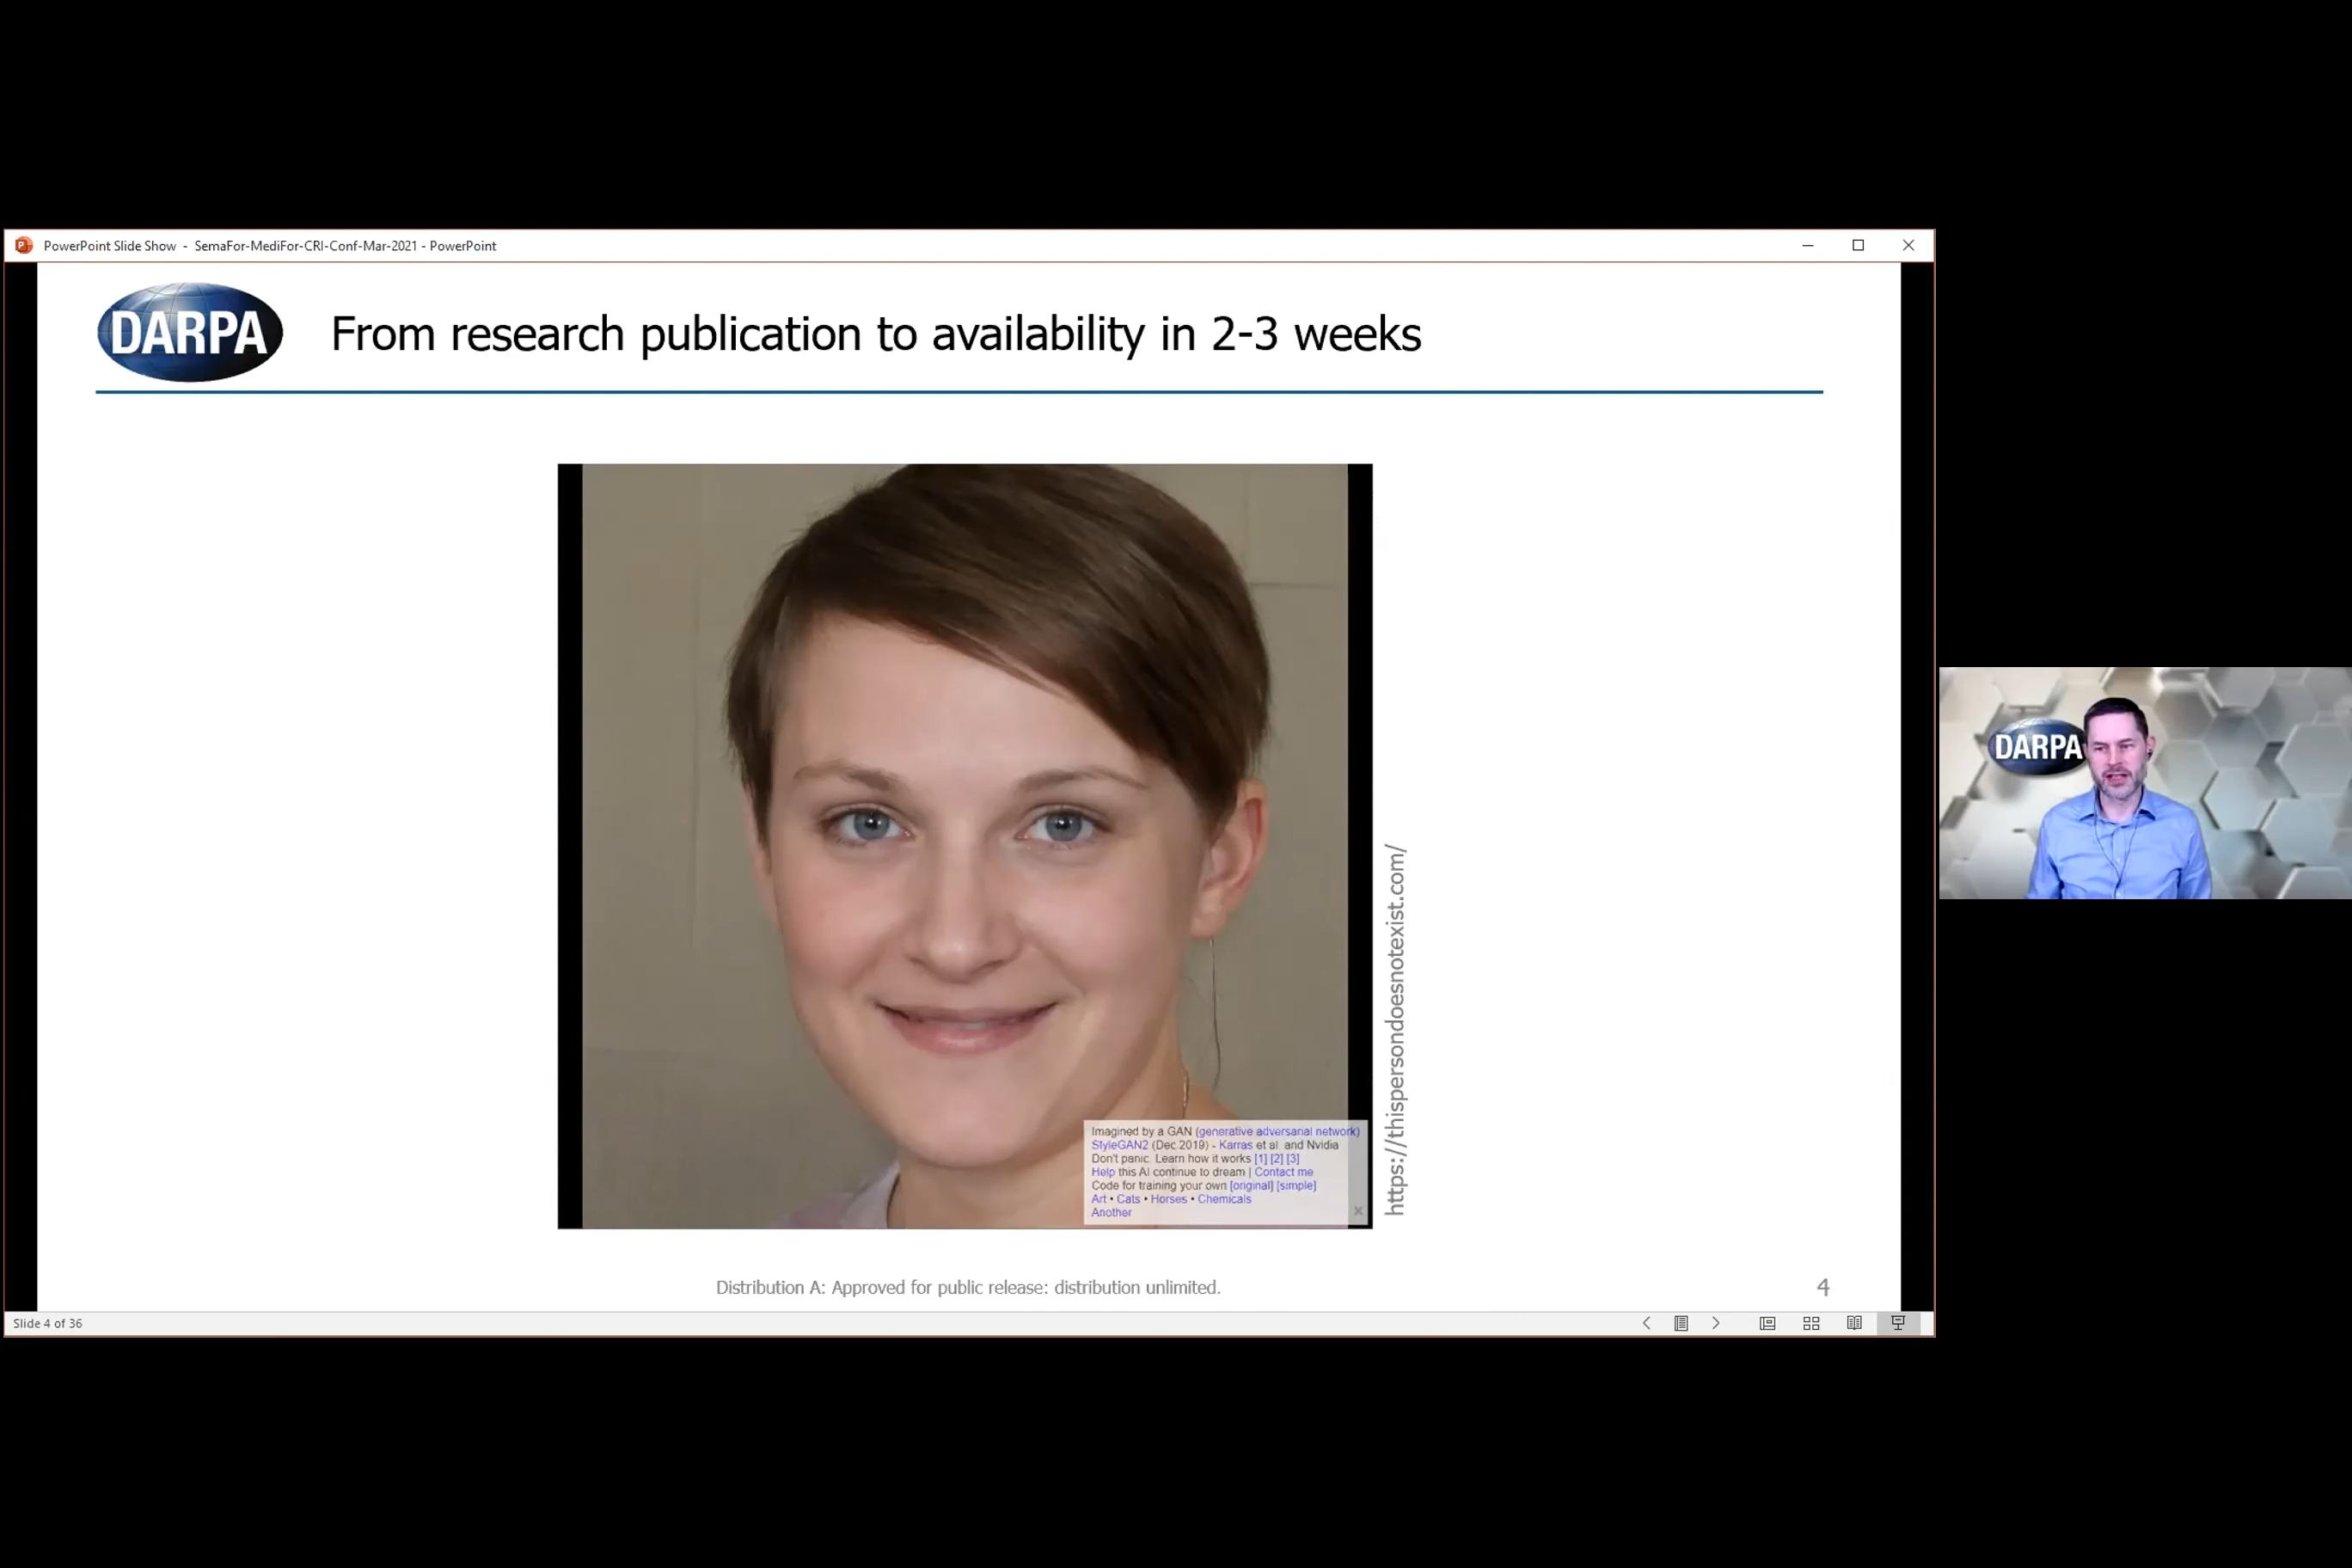 PowerPoint Slide Show - SemaFor-MediFor-CRI-Conf-Mar-2021 - PowerPoint
DARPA
From research publication to availability in 2-3 weeks
Imagined by a GAN (generative adversarial network)
StyleGAN2 (Dec 2019) - Karras et al. and Nvidia
Don't panic. Learn how it works [1] [2] [3]
Help this AI continue to dream | Contact me
Code for training your own [original] [simple]
Art • Cats • Horses • Chemicals
Another
https://thispersondoesnotexist.com/
Distribution A: Approved for public release: distribution unlimited.
4
Slide 4 of 36
DARPA